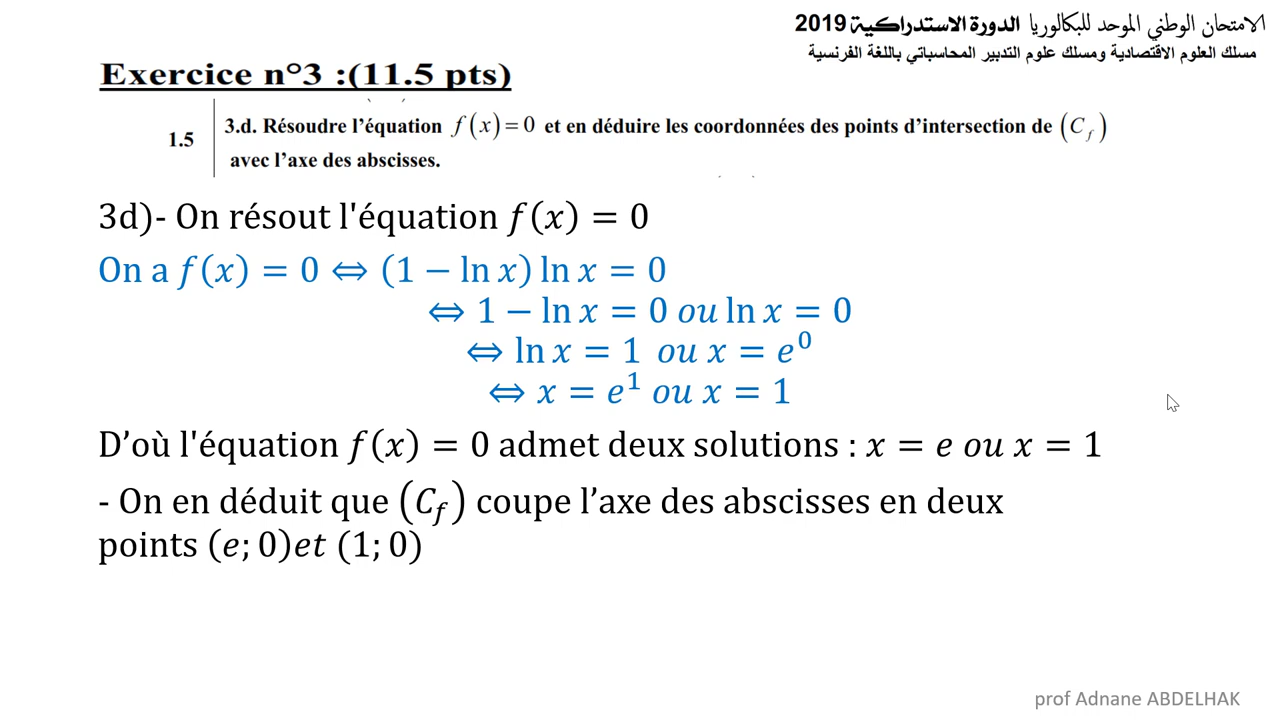 الامتحان الوطني الموحد للبكالوريا الدورة الاستدراكية 2019
مسلك العلوم الاقتصادية ومسلك علوم التدبير المحاسباتي باللغة الفرنسية
Exercice n°3 :(11.5 pts)
1.5 3.d. Résoudre l'équation f(x)=0 et en déduire les coordonnées des points d'intersection de (C_f)
avec l'axe des abscisses.
3d)- On résout l'équation f(x) = 0
On a f(x) = 0 ⇔ (1 − ln x) ln x = 0
⇔ 1 − ln x = 0 ou ln x = 0
⇔ ln x = 1 ou x = e⁰
⇔ x = e¹ ou x = 1
D'où l'équation f(x) = 0 admet deux solutions : x = e ou x = 1
- On en déduit que (C_f) coupe l'axe des abscisses en deux
points (e; 0)et (1; 0)
prof Adnane ABDELHAK